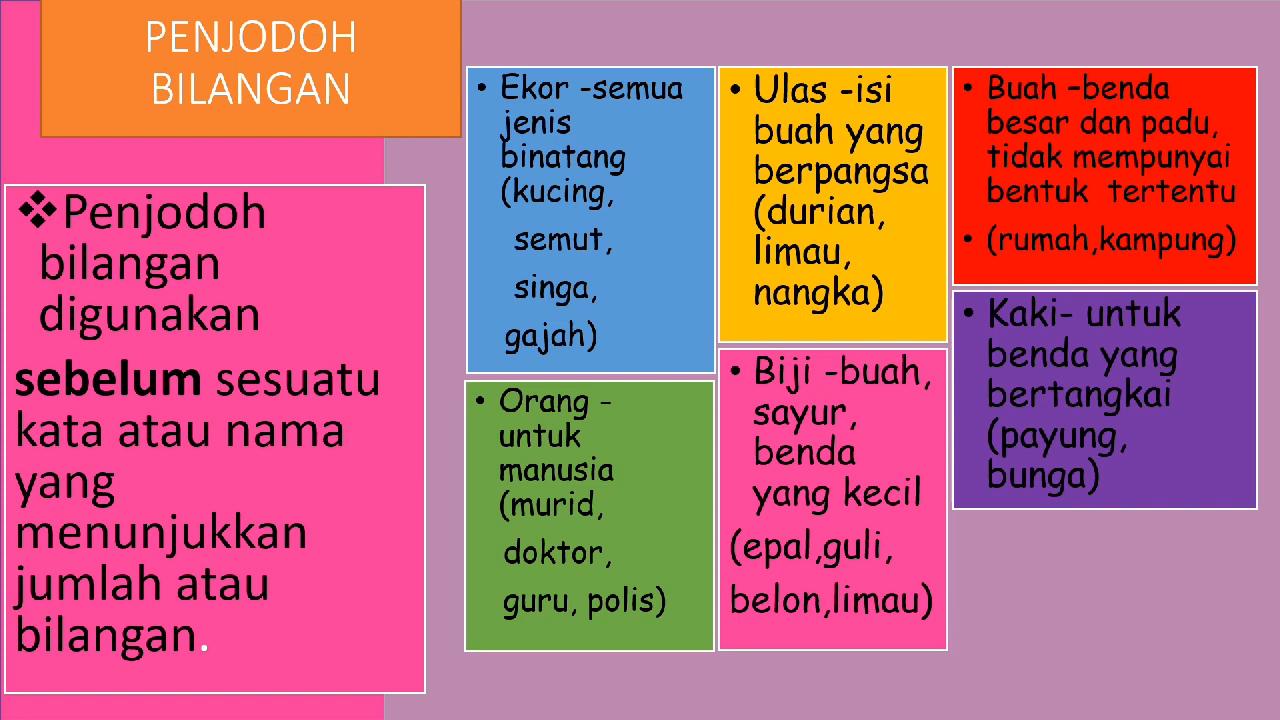 PENJODOH
BILANGAN
❖Penjodoh
bilangan
digunakan
sebelum sesuatu
kata atau nama
yang
menunjukkan
jumlah atau
bilangan.
• Ekor -semua
jenis
binatang
(kucing,
semut,
singa,
gajah)
• Orang -
untuk
manusia
(murid,
doktor,
guru, polis)
• Ulas -isi
buah yang
berpangsa
(durian,
limau,
nangka)
• Biji -buah,
sayur,
benda
yang kecil
(epal,guli,
belon,limau)
• Buah –benda
besar dan padu,
tidak mempunyai
bentuk tertentu
• (rumah,kampung)
• Kaki- untuk
benda yang
bertangkai
(payung,
bunga)